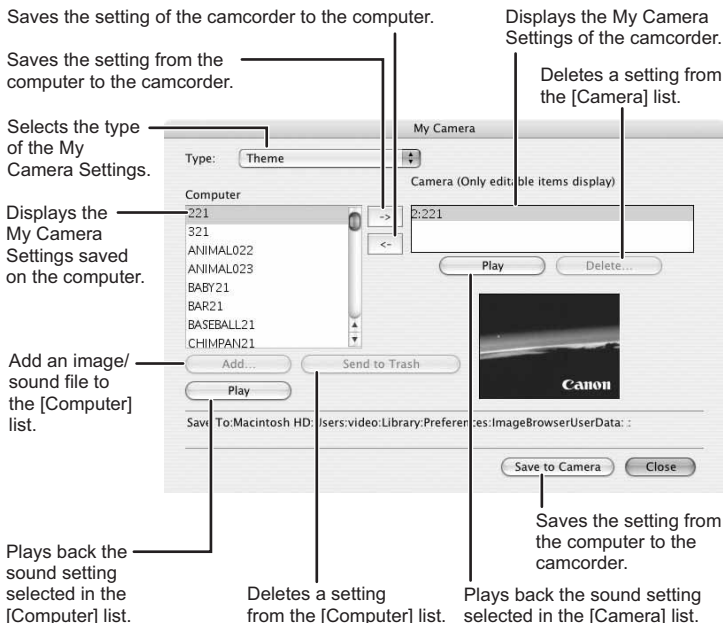 Saves the setting of the camcorder to the computer.
Displays the My Camera
Settings of the camcorder.
Saves the setting from the
computer to the camcorder.
Deletes a setting from
the [Camera] list.
Selects the type
of the My
Camera Settings.
My Camera
Type: Theme
Camera (Only editable items display)
Computer
Displays the
My Camera
Settings saved
on the computer.
221
321
ANIMAL022
ANIMAL023
BABY21
BAR21
BASEBALL21
CHIMPAN21
->
<-
2:221
Play
Delete...
Canon
Add an image/
sound file to
the [Computer]
list.
Add...
Send to Trash
Play
Save To:Macintosh HD:Users:video:Library:Preferences:ImageBrowserUserData: :
Save to Camera
Close
Saves the setting from
the computer to the
camcorder.
Plays back the
sound setting
selected in the
[Computer] list.
Deletes a setting
from the [Computer] list.
Plays back the sound setting
selected in the [Camera] list.